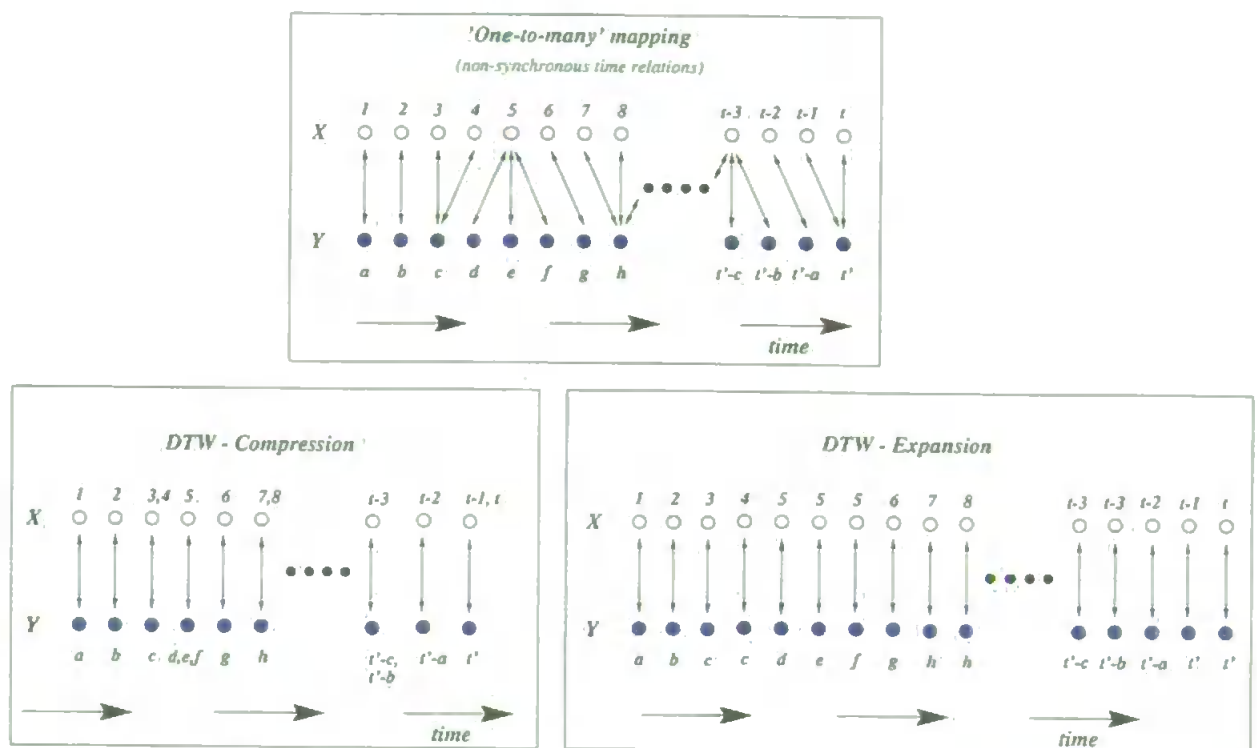 'One-to-many' mapping
(non-synchronous time relations)
1 2 3 4 5 6 7 8 t-3 t-2 t-1 t
X
Y
a b c d e f g h t'-c t'-b t'-a t'
time
DTW - Compression
1 2 3,4 5 6 7,8 t-3 t-2 t-1, t
X
Y
a b c d,e,f g h t'-c, t'-a t'
t'-b
time
DTW - Expansion
1 2 3 4 5 5 5 6 7 8 t-3 t-3 t-2 t-1 t
X
Y
a b c c d e f g h h t'-c t'-b t'-a t' t'
time